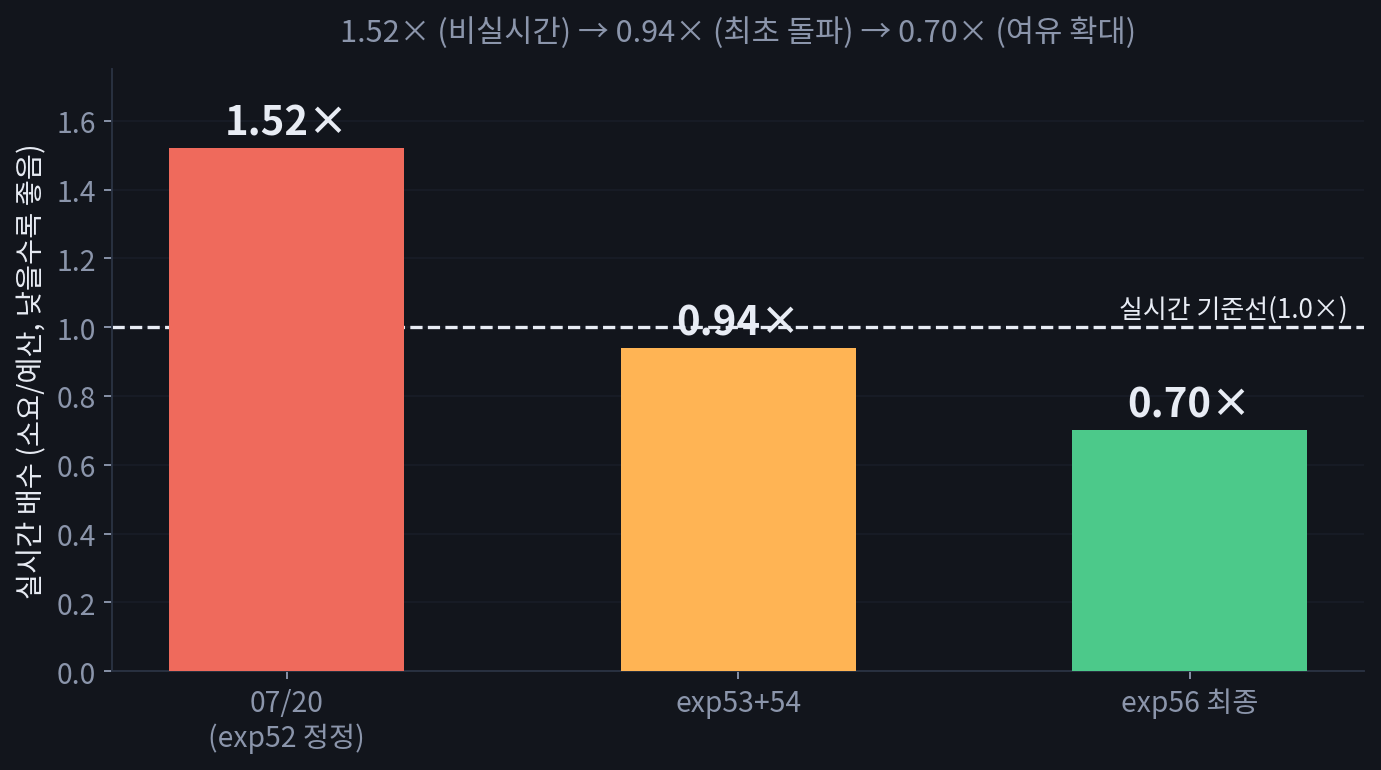 1.52× (비실시간) → 0.94× (최초 돌파) → 0.70× (여유 확대)
실시간 배수 (소요/예산, 낮을수록 좋음)
1.6
1.4
1.2
1.0
0.8
0.6
0.4
0.2
0.0
1.52×
0.94×
0.70×
실시간 기준선(1.0×)
07/20
(exp52 정정)
exp53+54
exp56 최종